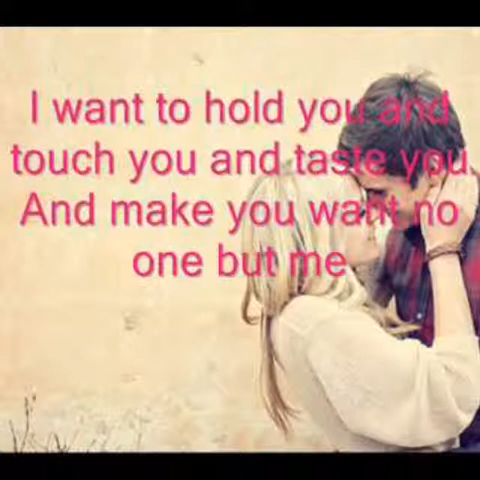 I want to hold you and
touch you and taste you
And make you want no
one but me